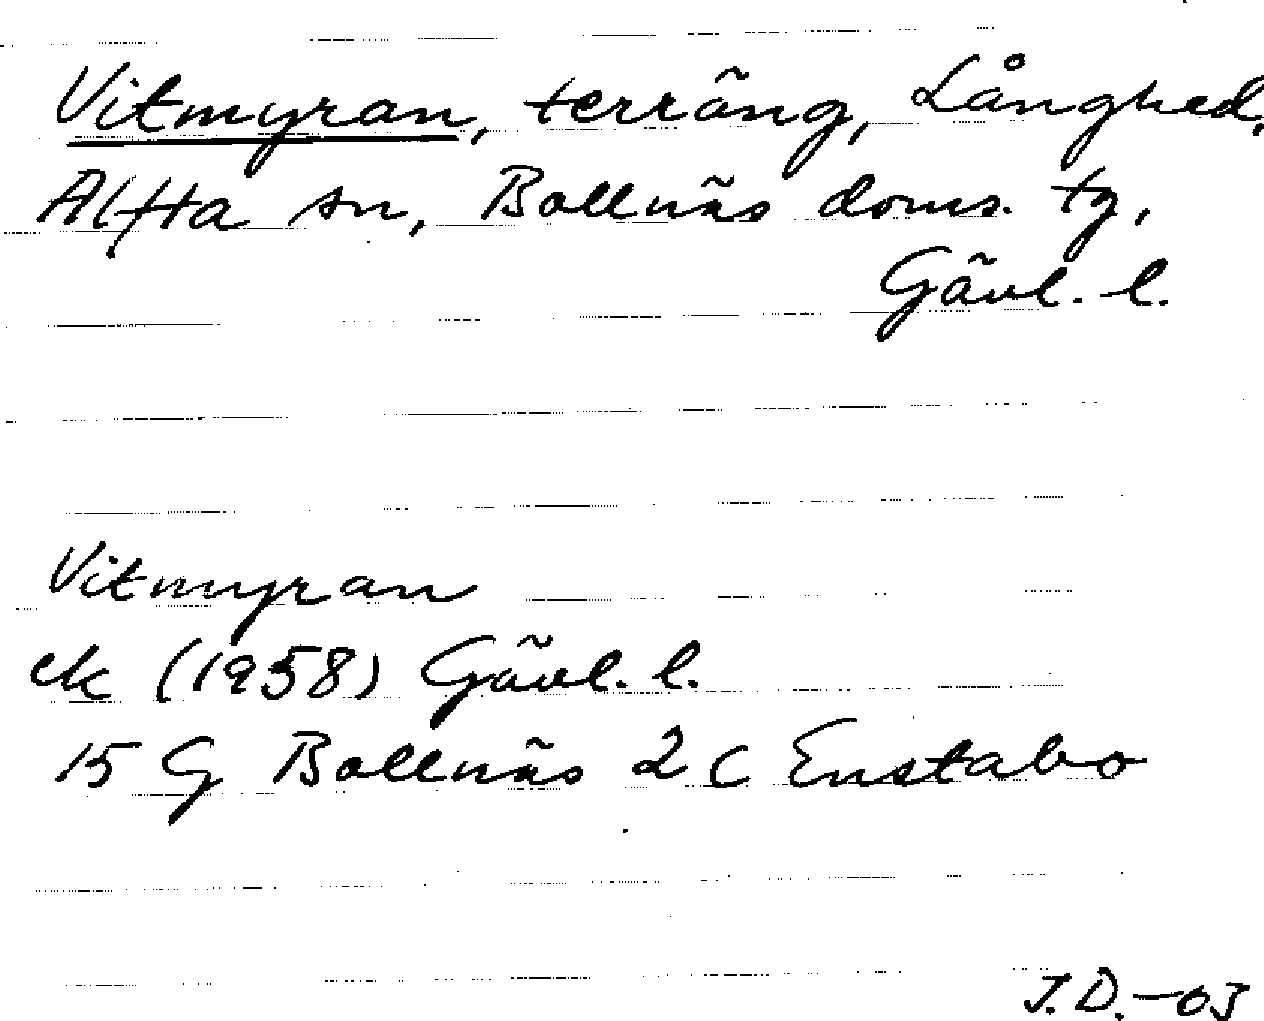 Vitmyran, terräng, Långhed,
Alfta sn, Bollnäs doms. tg,
Gävl. l.
Vitmyran
ek (1958) Gävl. l.
15 G Bollnäs 2 c Enstabo
J.D.-03